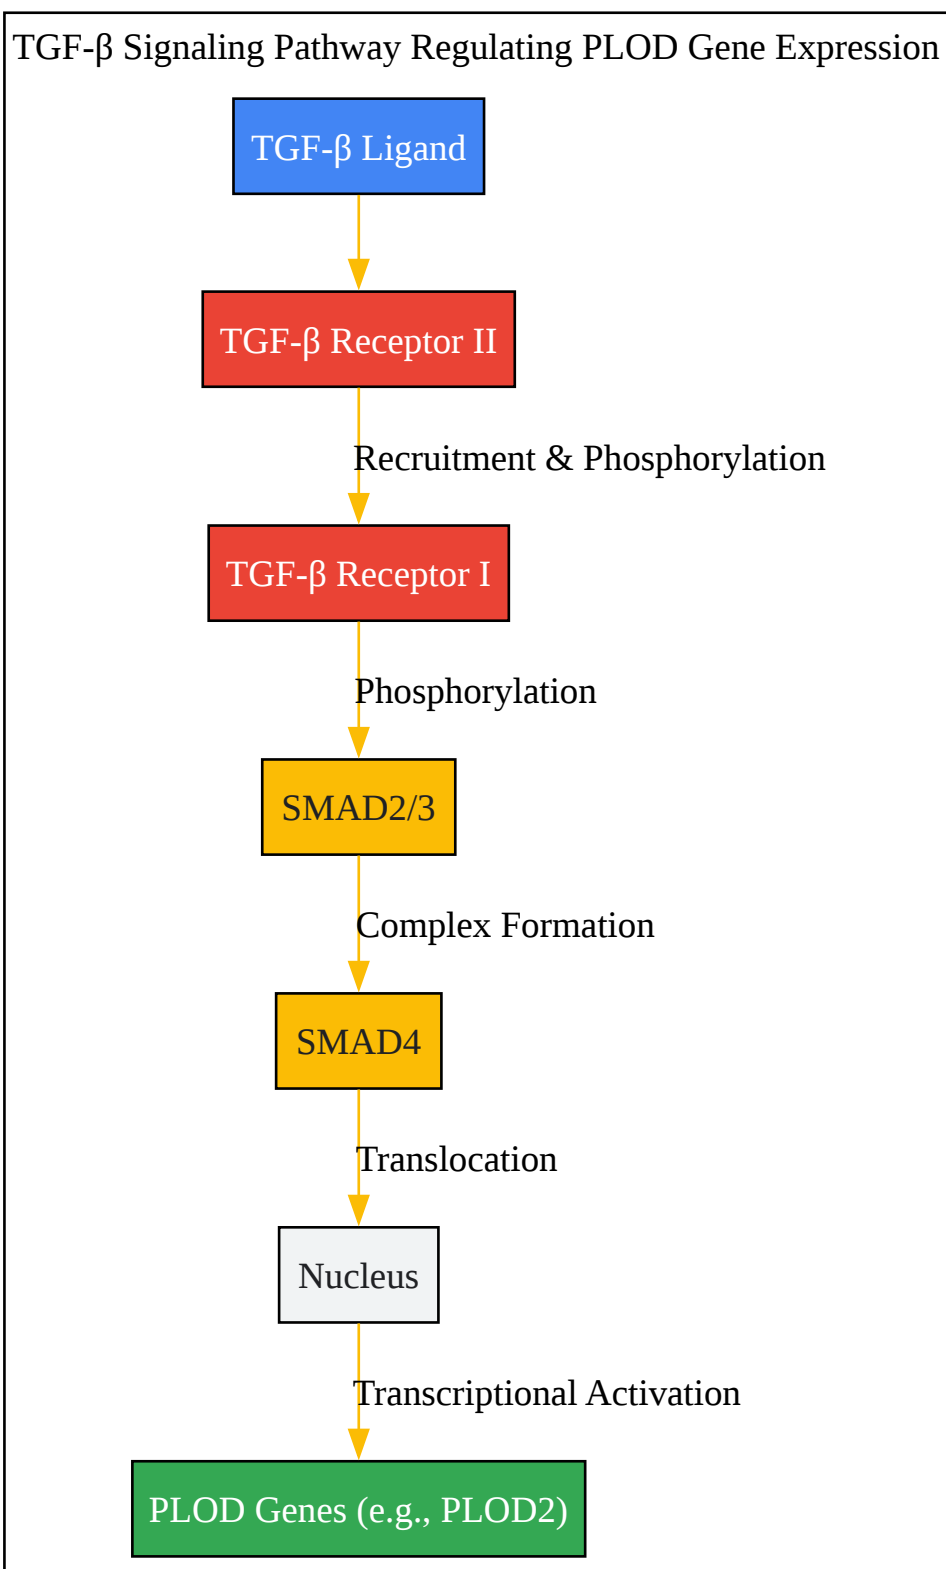 TGF-β Signaling Pathway Regulating PLOD Gene Expression
TGF-β Ligand
TGF-β Receptor II
Recruitment & Phosphorylation
TGF-β Receptor I
Phosphorylation
SMAD2/3
Complex Formation
SMAD4
Translocation
Nucleus
Transcriptional Activation
PLOD Genes (e.g., PLOD2)